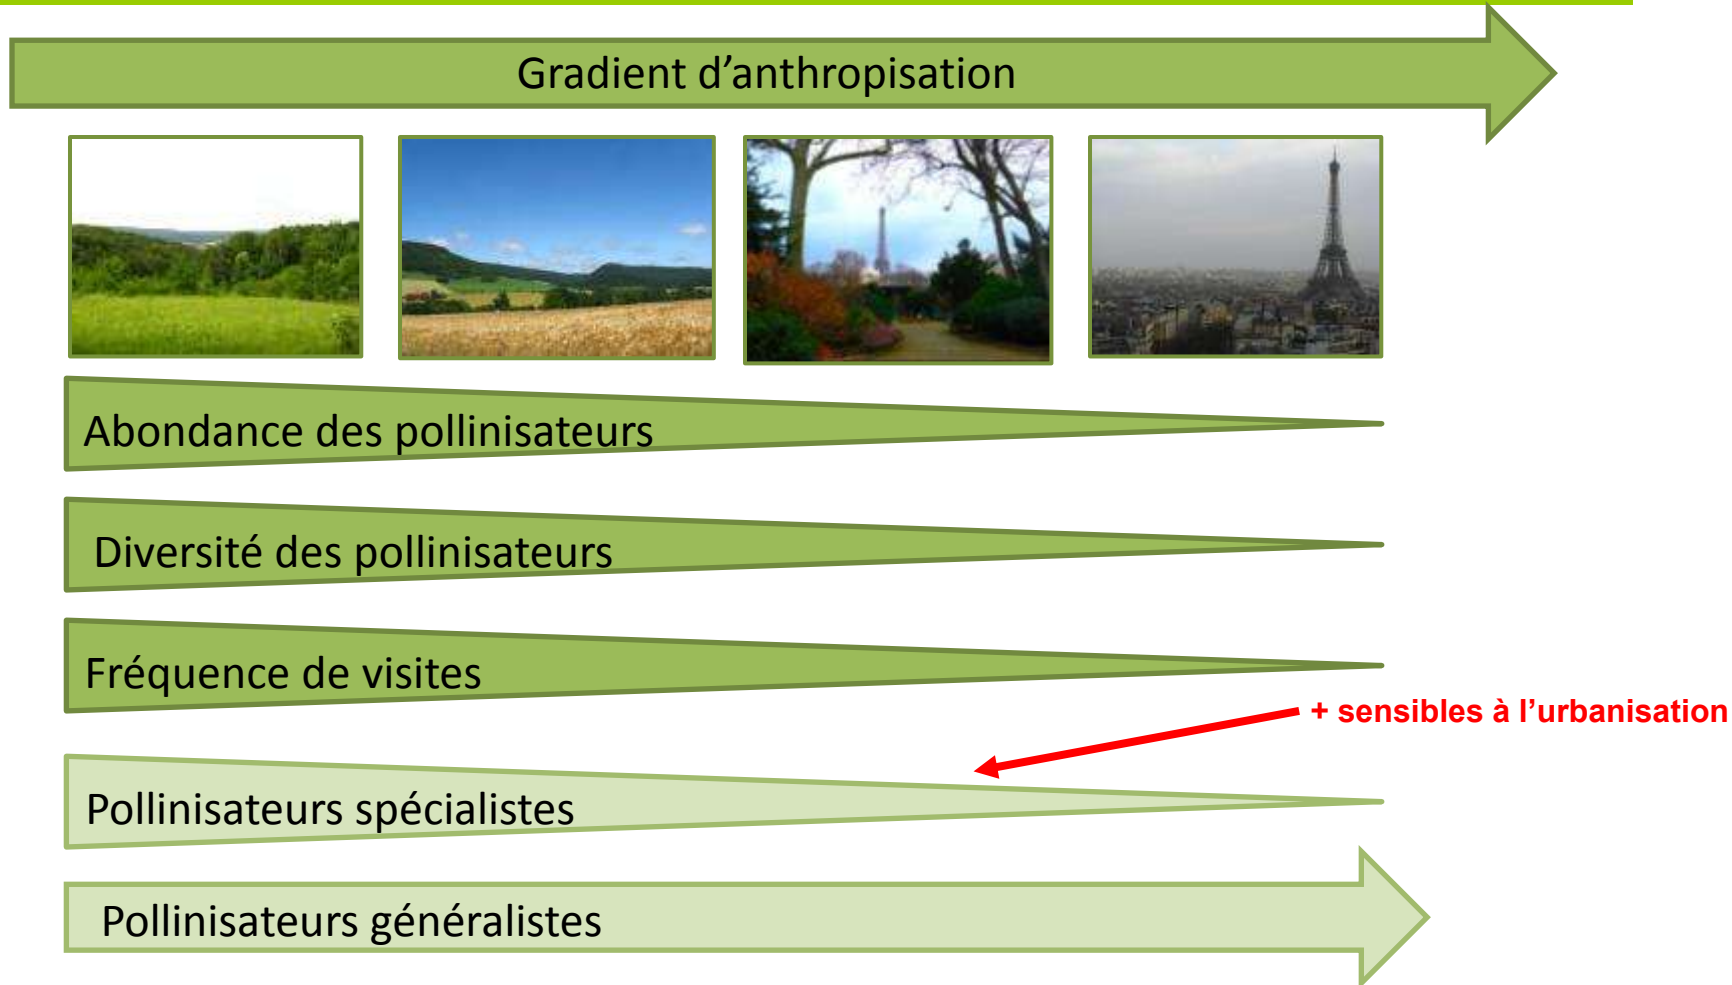 Gradient d’anthropisation
Abondance des pollinisateurs
Diversité des pollinisateurs
Fréquence de visites
+ sensibles à l’urbanisation
Pollinisateurs spécialistes
Pollinisateurs généralistes